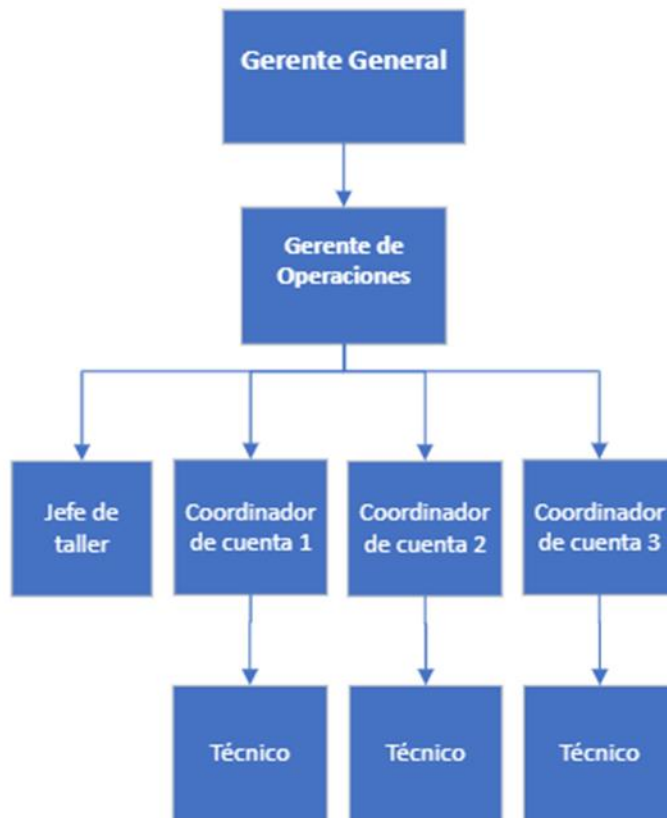 Gerente General
Gerente de
Operaciones
Jefe de
taller
Coordinador
de cuenta 1
Coordinador
de cuenta 2
Coordinador
de cuenta 3
Técnico
Técnico
Técnico